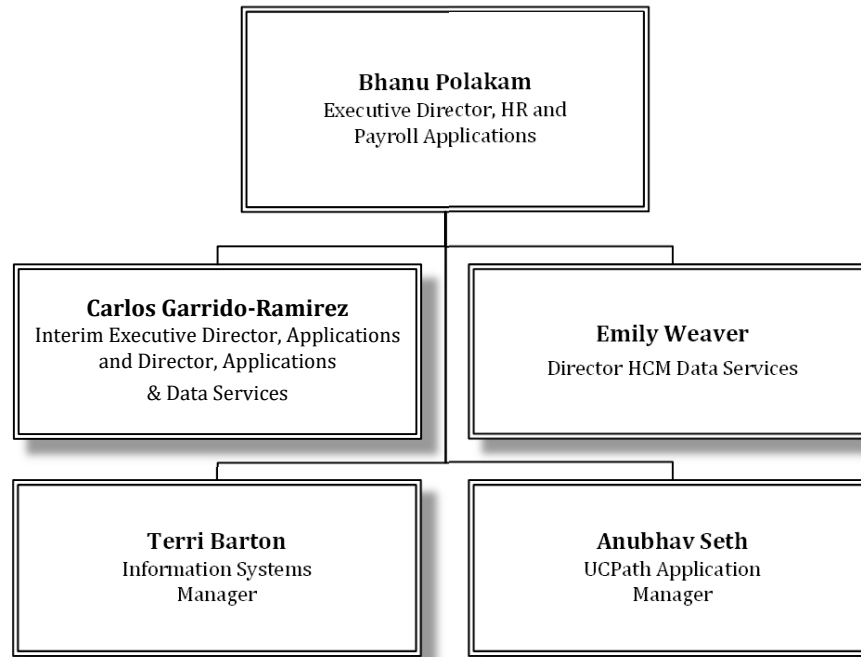 Bhanu Polakam
Executive Director, HR and
Payroll Applications
Carlos Garrido-Ramirez
Interim Executive Director, Applications
and Director, Applications
& Data Services
Emily Weaver
Director HCM Data Services
Terri Barton
Information Systems
Manager
Anubhav Seth
UCPath Application
Manager